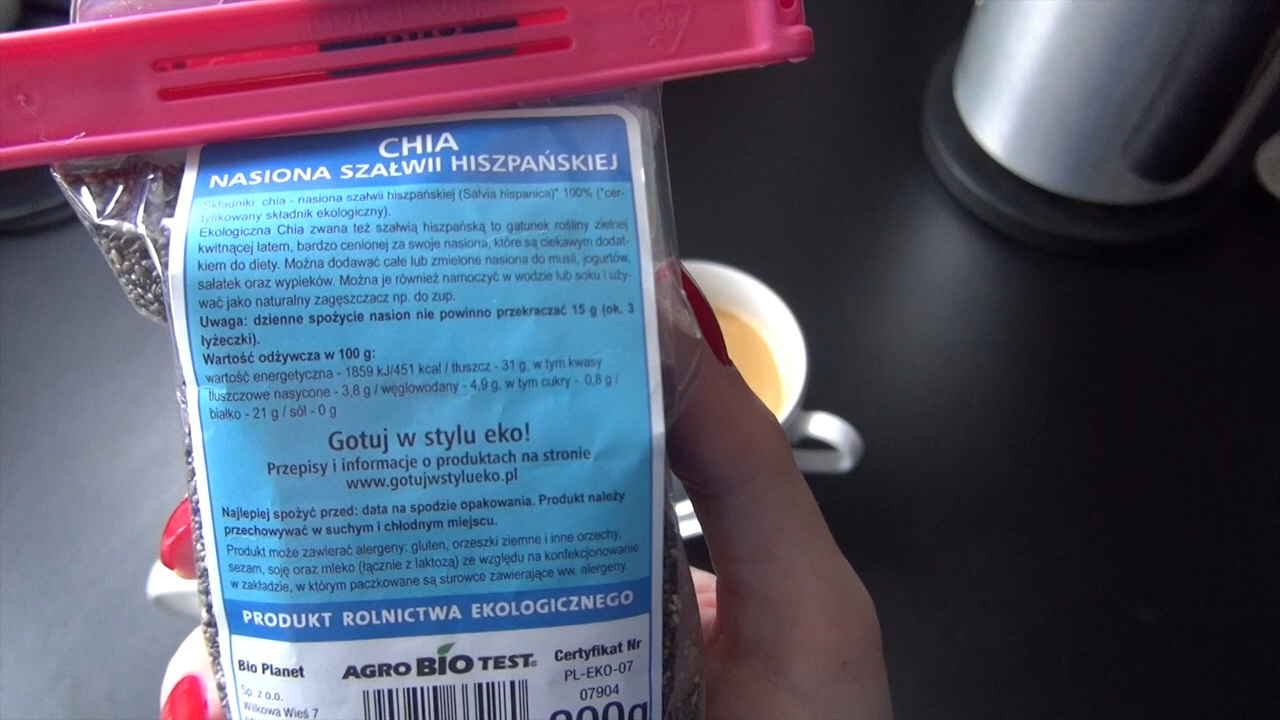 CHIA
NASIONA SZAŁWII HISZPAŃSKIEJ
Składniki: chia - nasiona szałwii hiszpańskiej (Salvia hispanica)* 100% (*cer-
tyfikowany składnik ekologiczny).
Ekologiczna Chia zwana też szałwią hiszpańską to gatunek rośliny zielnej
kwitnącej latem, bardzo cenionej za swoje nasiona, które są ciekawym dodat-
kiem do diety. Można dodawać całe lub zmielone nasiona do musli, jogurtów,
sałatek oraz wypieków. Można je również namoczyć w wodzie lub soku i uży-
wać jako naturalny zagęszczacz np. do zup.
Uwaga: dzienne spożycie nasion nie powinno przekraczać 15 g (ok. 3
łyżeczki).
Wartość odżywcza w 100 g:
wartość energetyczna - 1859 kJ/451 kcal / tłuszcz - 31 g, w tym kwasy
tłuszczowe nasycone - 3,8 g / węglowodany - 4,9 g, w tym cukry - 0,8 g /
białko - 21 g / sól - 0 g
Gotuj w stylu eko!
Przepisy i informacje o produktach na stronie
www.gotujwstylueko.pl
Najlepiej spożyć przed: data na spodzie opakowania. Produkt należy
przechowywać w suchym i chłodnym miejscu.
Produkt może zawierać alergeny: gluten, orzeszki ziemne i inne orzechy,
sezam, soję oraz mleko (łącznie z laktozą) ze względu na konfekcjonowanie
w zakładzie, w którym paczkowane są surowce zawierające ww. alergeny.
PRODUKT ROLNICTWA EKOLOGICZNEGO
Bio Planet
Sp. z o.o.
Wilkowa Wieś 7
AGRO BIO TEST
Certyfikat Nr
PL-EKO-07
07904
200g